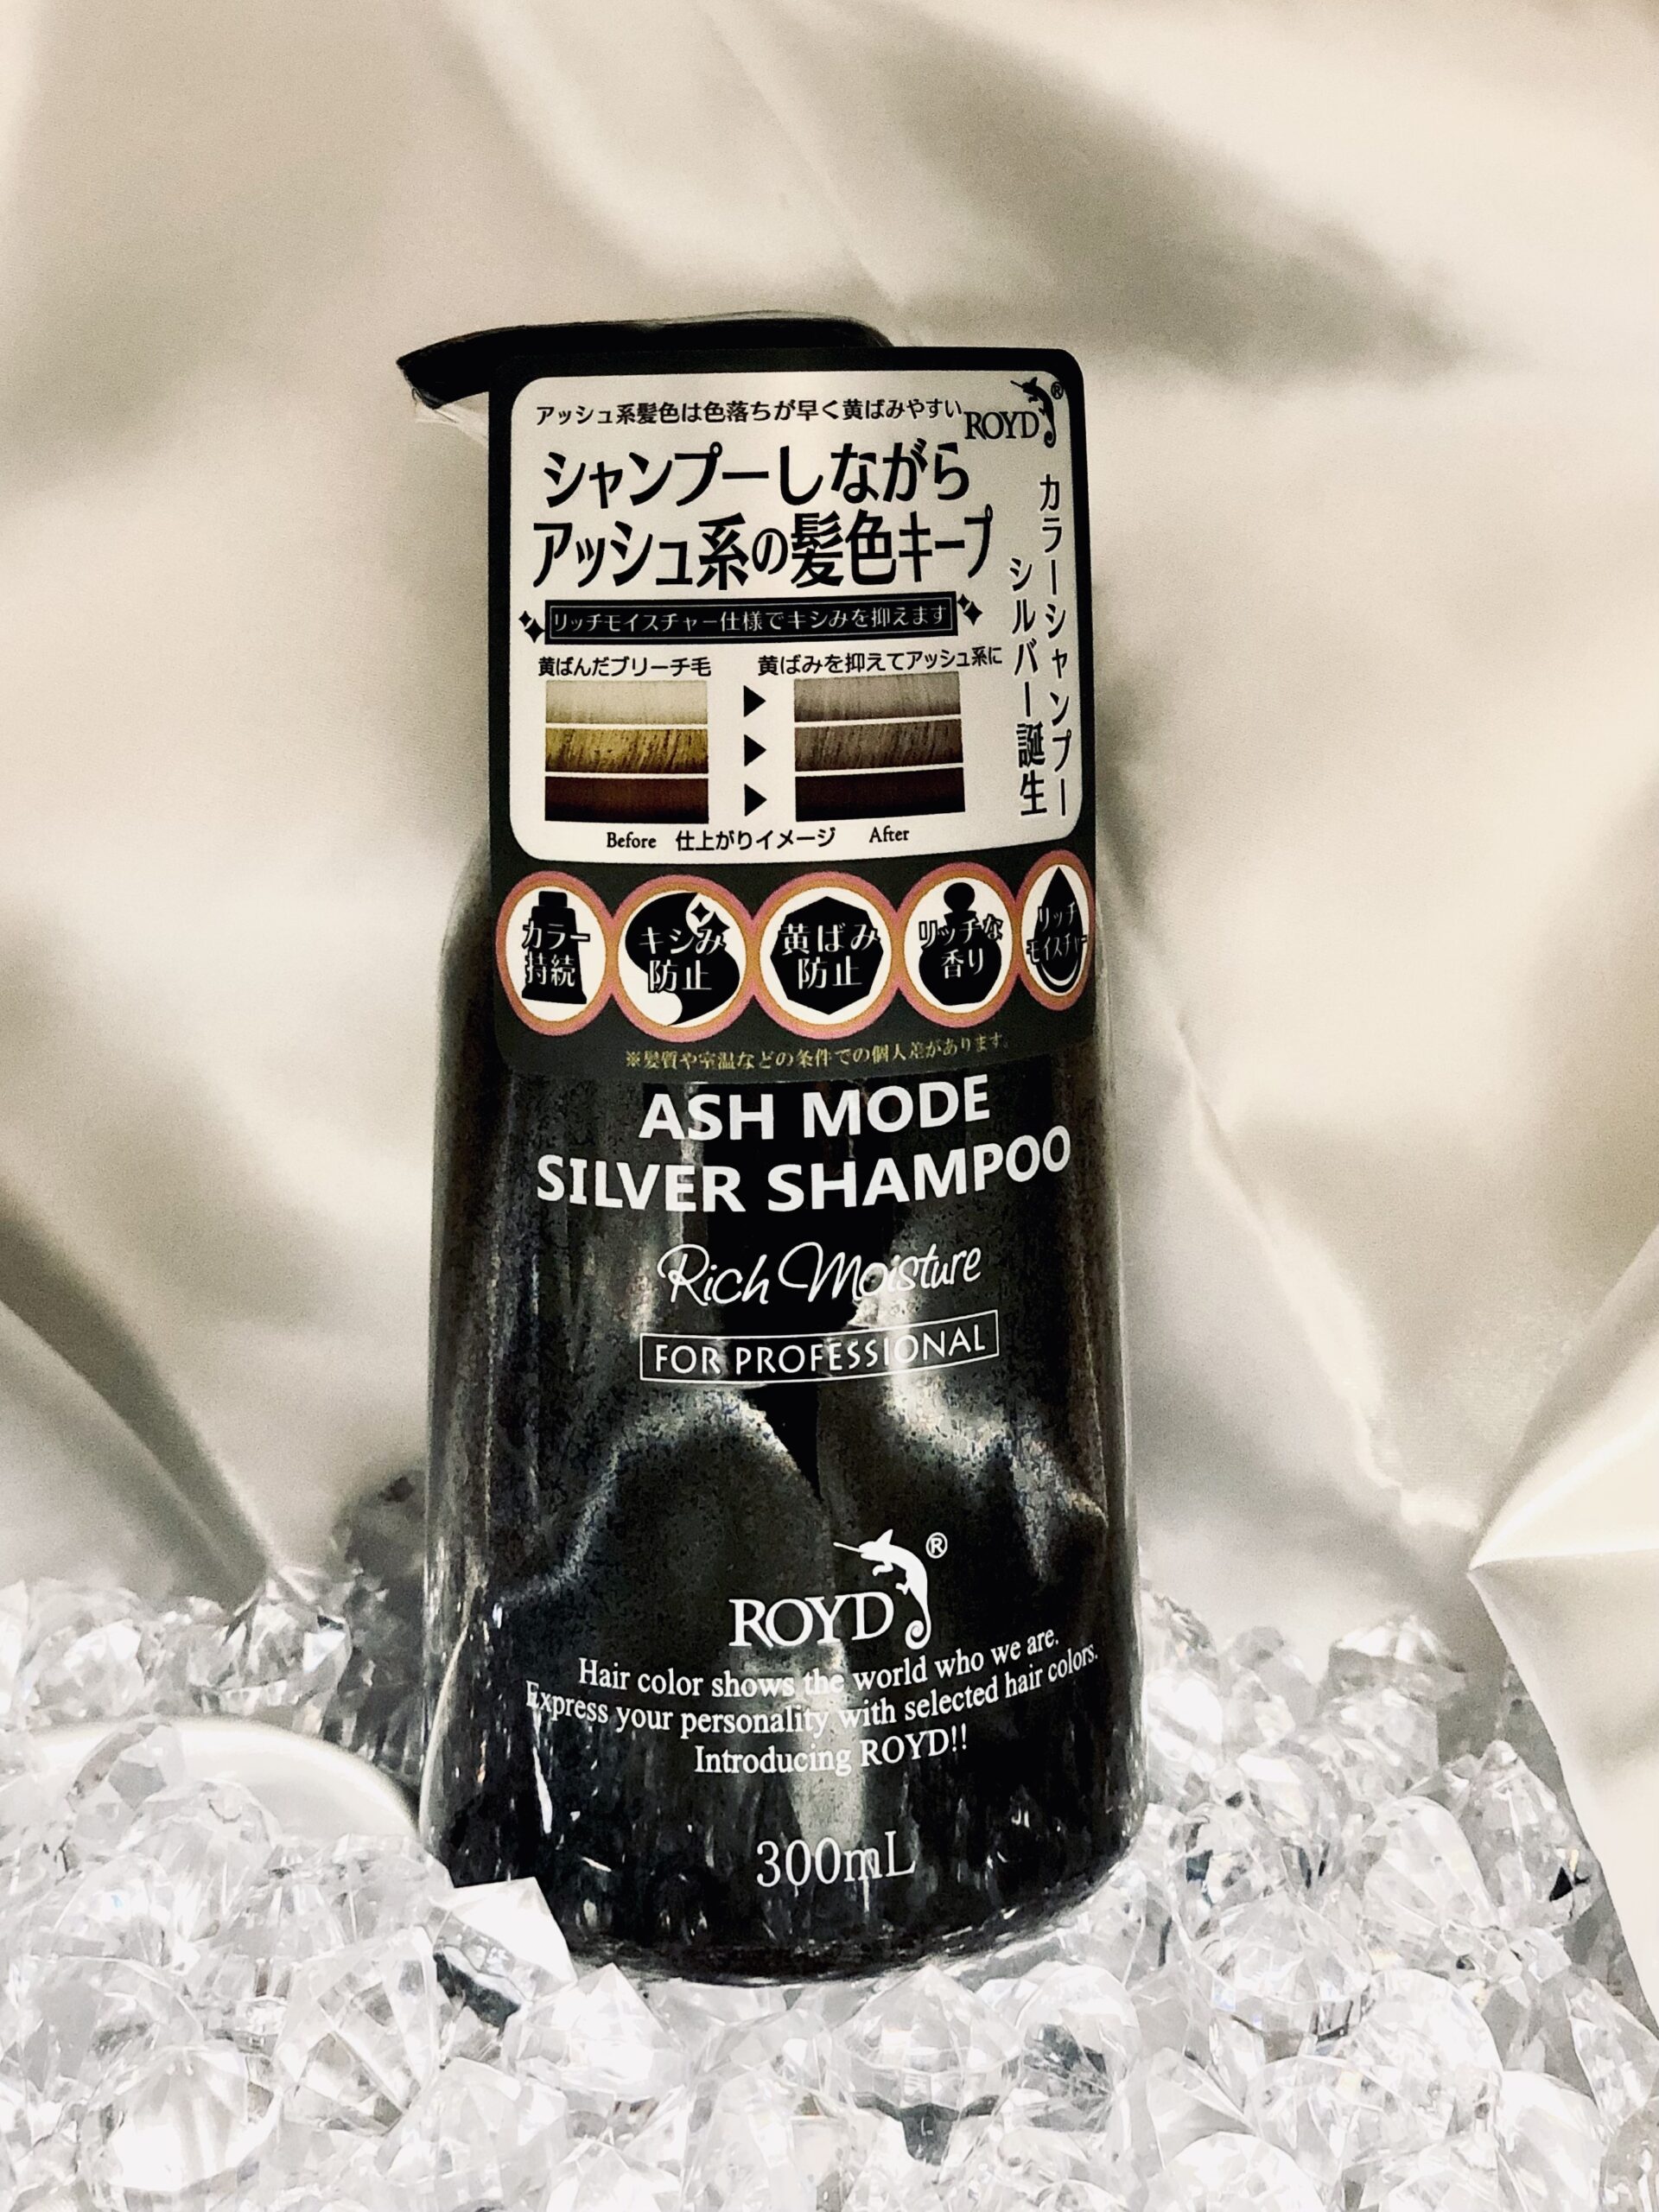 アッシュ系髪色は色落ちが早く黄ばみやすい
ROYD®
シャンプーしながら
アッシュ系の髪色キープ
カラーシャンプー
シルバー誕生
リッチモイスチャー仕様でキシみを抑えます
黄ばんだブリーチ毛
黄ばみを抑えてアッシュ系に
Before 仕上がりイメージ After
カラー
持続
キシみ
防止
黄ばみ
防止
リッチな
香り
リッチ
モイスチャー
※髪質や室温などの条件での個人差があります。
ASH MODE
SILVER SHAMPOO
Rich Moisture
FOR PROFESSIONAL
ROYD®
Hair color shows the world who we are.
Express your personality with selected hair colors.
Introducing ROYD!!
300mL